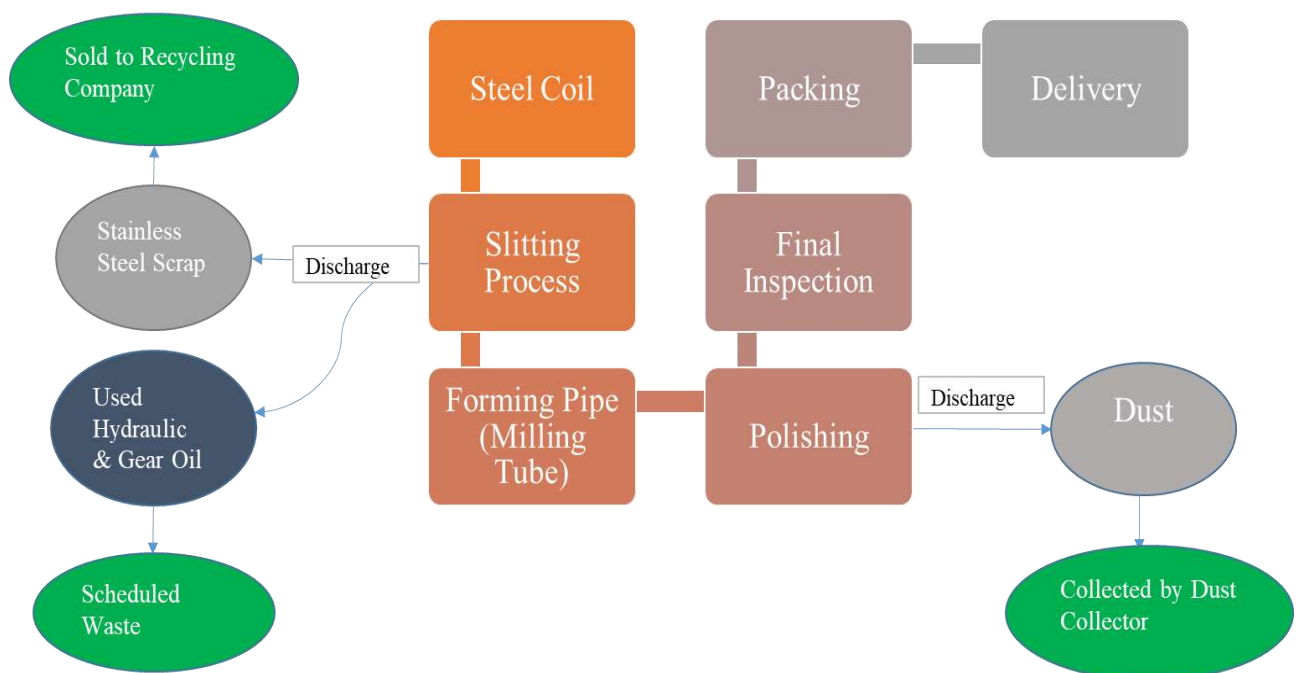 Sold to Recycling
Company
Steel Coil
Packing
Delivery
Stainless
Steel Scrap
Discharge
Slitting
Process
Final
Inspection
Used
Hydraulic
& Gear Oil
Forming Pipe
(Milling
Tube)
Polishing
Discharge
Dust
Scheduled
Waste
Collected by Dust
Collector